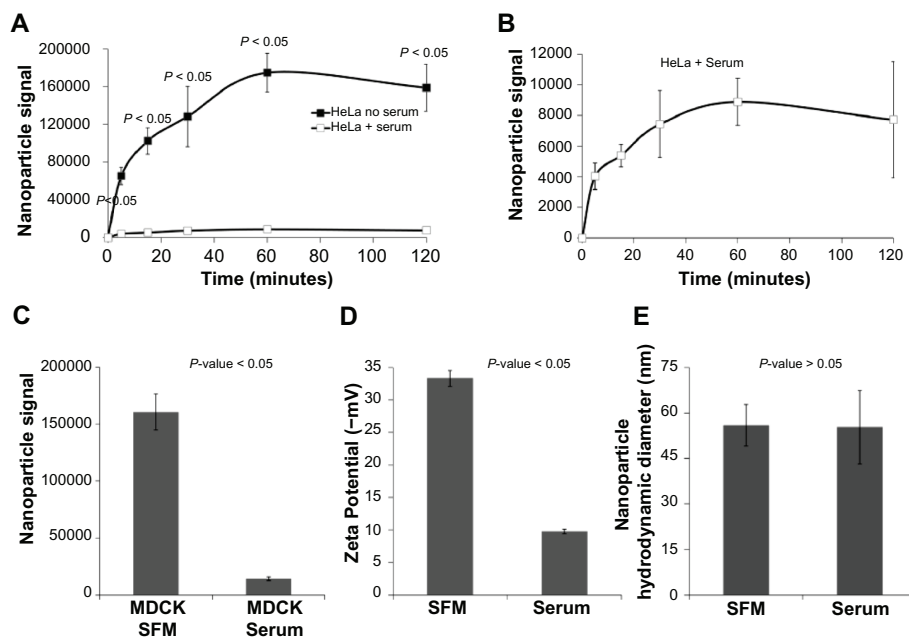 A
Nanoparticle signal
200000
160000
120000
80000
40000
0
P < 0.05
P < 0.05
P < 0.05
P < 0.05
P<0.05
HeLa no serum
HeLa + serum
0 20 40 60 80 100 120
Time (minutes)
B
Nanoparticle signal
12000
10000
8000
6000
4000
2000
0
HeLa + Serum
0 20 40 60 80 100 120
Time (minutes)
C
Nanoparticle signal
200000
150000
100000
50000
0
P-value < 0.05
MDCK SFM
MDCK Serum
D
Zeta Potential (−mV)
35
30
25
20
15
10
5
0
P-value < 0.05
SFM Serum
E
Nanoparticle
hydrodynamic diameter (nm)
75
60
45
30
15
0
P-value > 0.05
SFM Serum